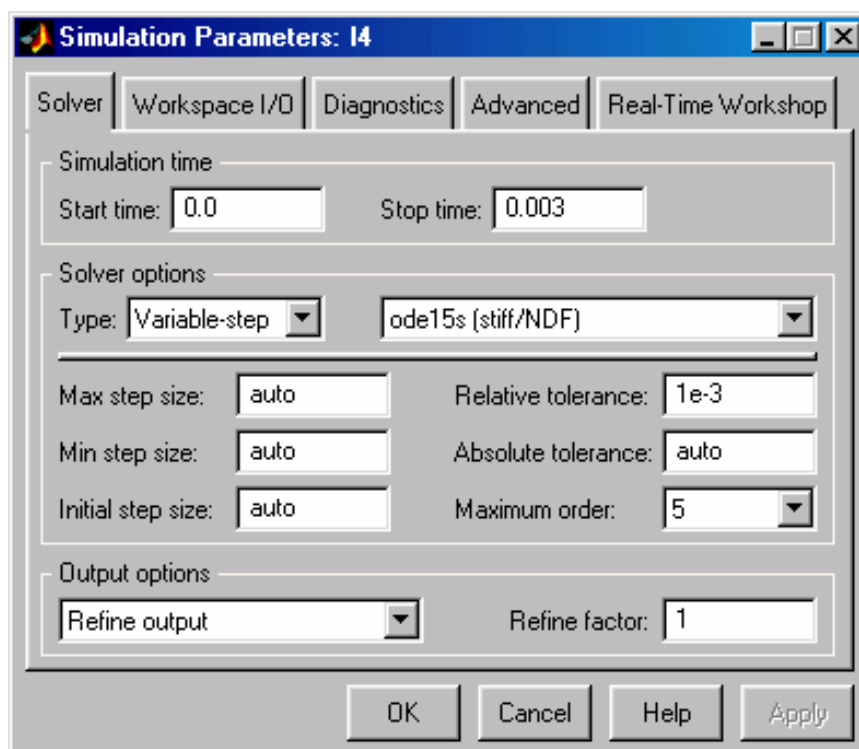 Simulation Parameters: I4
Solver Workspace I/O Diagnostics Advanced Real-Time Workshop
Simulation time
Start time: 0.0 Stop time: 0.003
Solver options
Type: Variable-step ode15s (stiff/NDF)
Max step size: auto Relative tolerance: 1e-3
Min step size: auto Absolute tolerance: auto
Initial step size: auto Maximum order: 5
Output options
Refine output Refine factor: 1
OK Cancel Help Apply